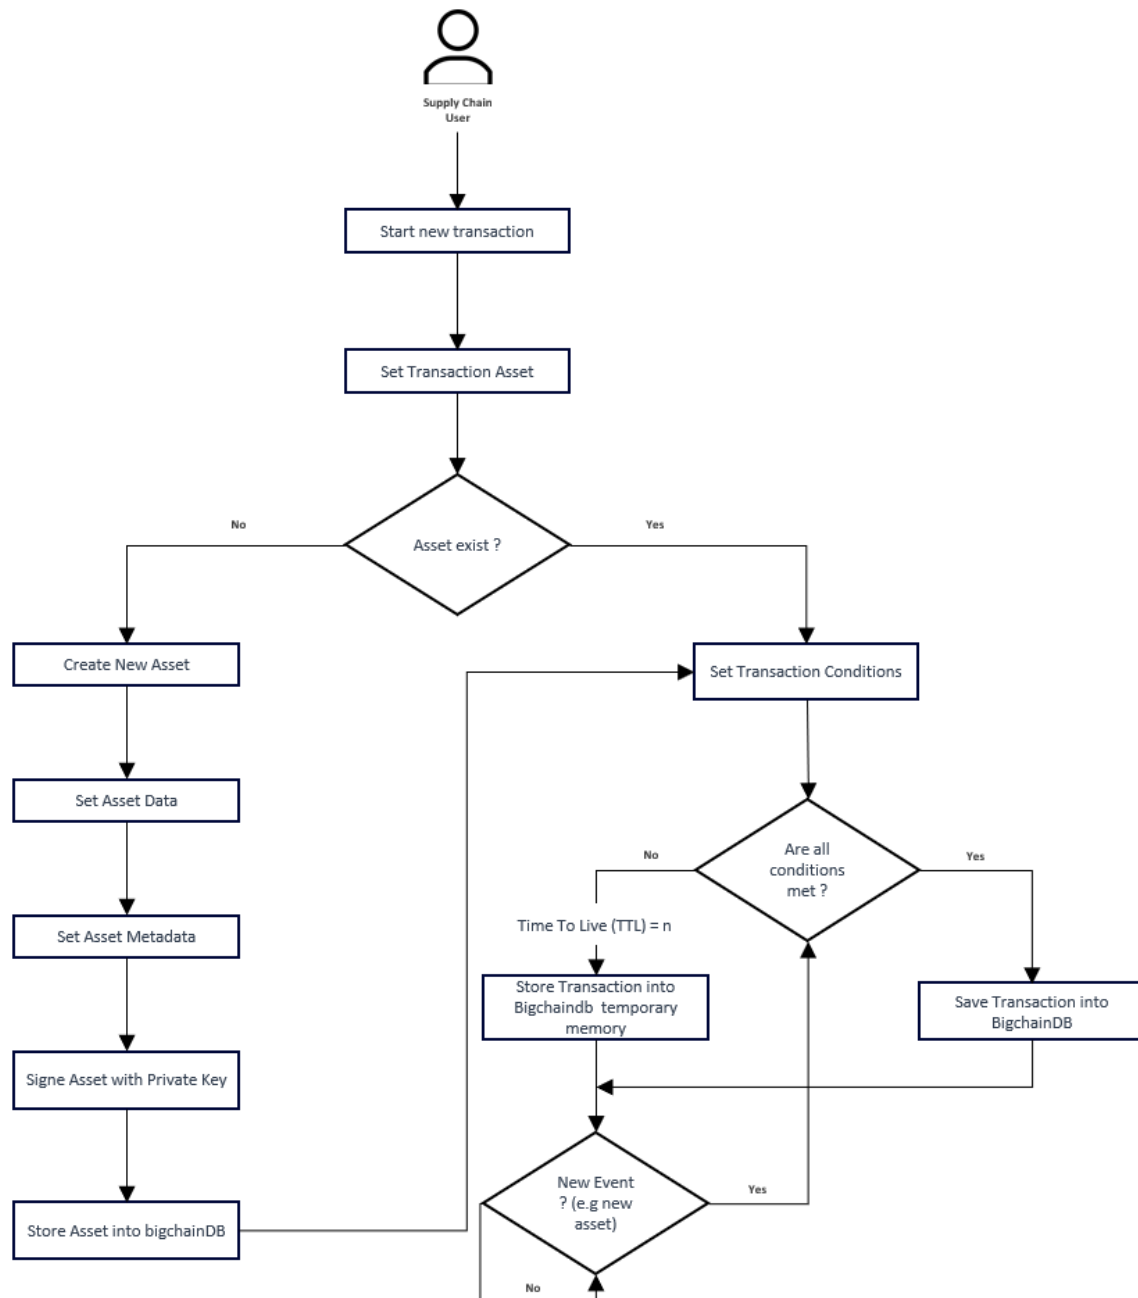 Supply Chain
User
Start new transaction
Set Transaction Asset
No
Yes
Asset exist ?
Create New Asset
Set Transaction Conditions
Set Asset Data
Are all
conditions
met ?
No
Yes
Time To Live (TTL) = n
Set Asset Metadata
Store Transaction into
Bigchaindb temporary
memory
Save Transaction into
BigchainDB
Signe Asset with Private Key
New Event
? (e.g new
asset)
Yes
Store Asset into bigchainDB
No